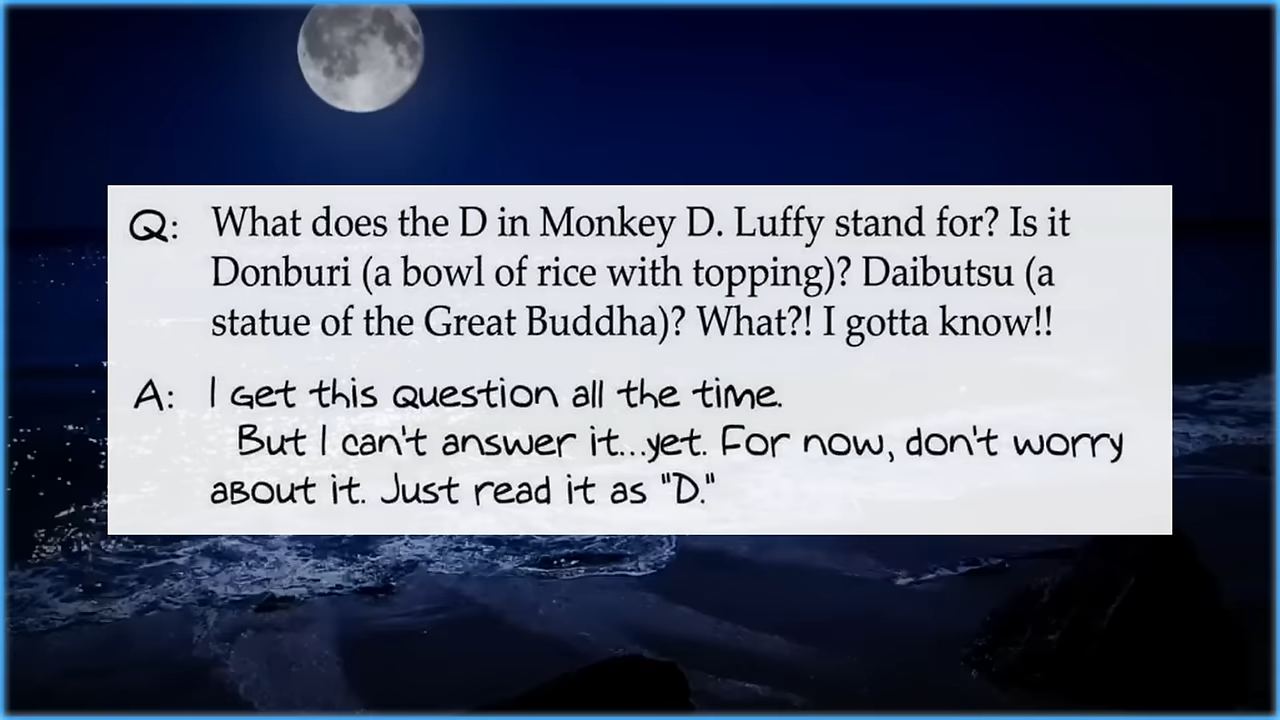 Q: What does the D in Monkey D. Luffy stand for? Is it
Donburi (a bowl of rice with topping)? Daibutsu (a
statue of the Great Buddha)? What?! I gotta know!!
A: I get this question all the time.
But I can't answer it...yet. For now, don't worry
about it. Just read it as "D."